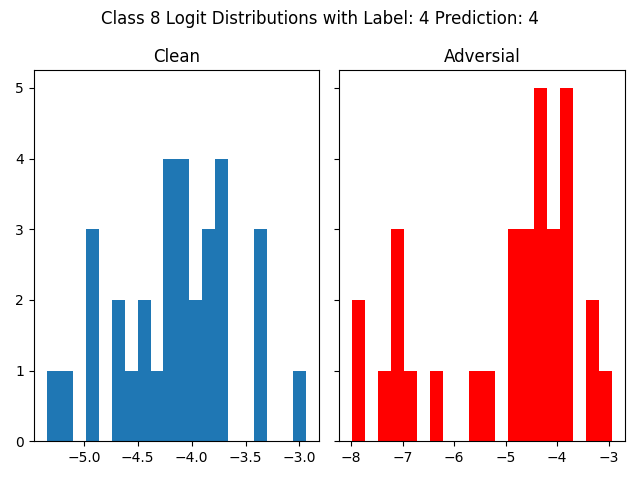 Class 8 Logit Distributions with Label: 4 Prediction: 4
Clean
Adversial
5
4
3
2
1
0
−5.0 −4.5 −4.0 −3.5 −3.0
−8 −7 −6 −5 −4 −3